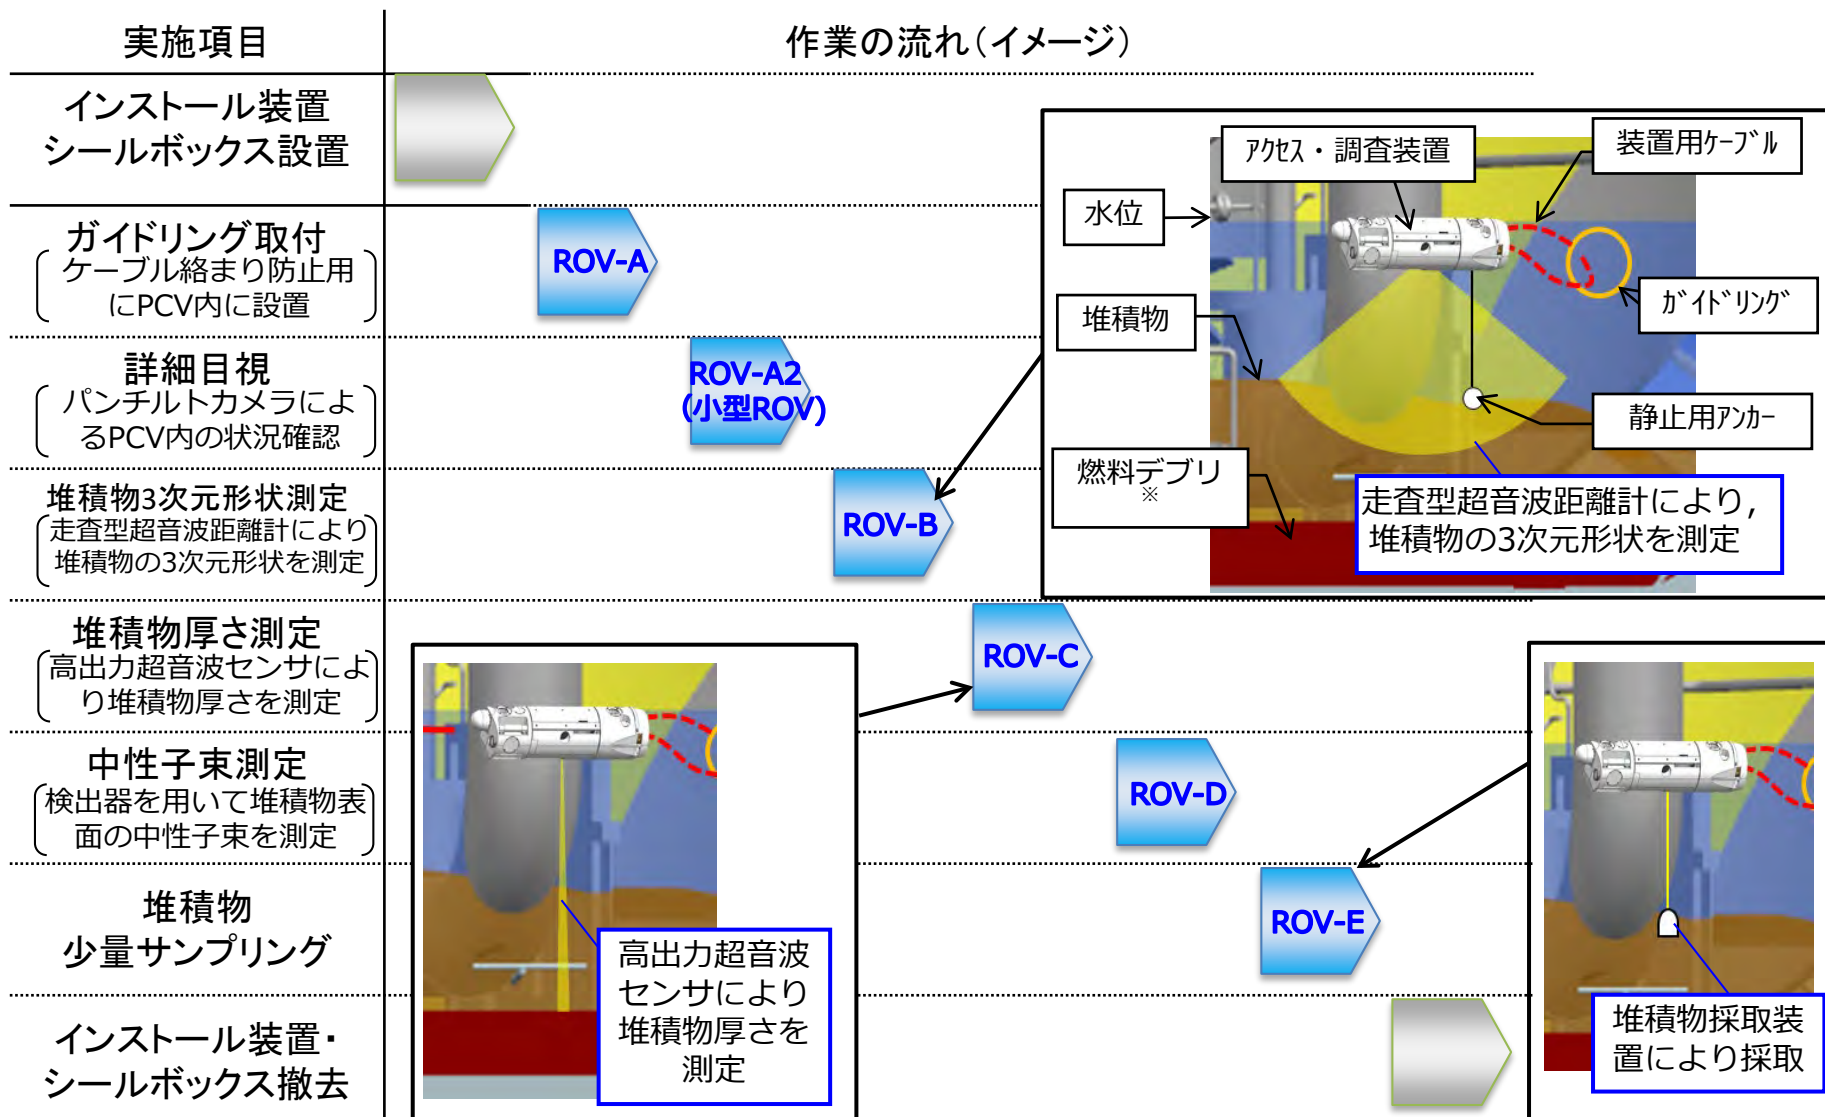 実施項目
作業の流れ(イメージ)
インストール装置
シールボックス設置
ガイドリング取付
ケーブル絡まり防止用
にPCV内に設置
ROV-A
詳細目視
パンチルトカメラによ
るPCV内の状況確認
ROV-A2
(小型ROV)
堆積物3次元形状測定
走査型超音波距離計により
堆積物の3次元形状を測定
ROV-B
アクセス・調査装置
装置用ケーブル
水位
ガイドリング
堆積物
静止用アンカー
燃料デブリ
※
走査型超音波距離計により,
堆積物の3次元形状を測定
堆積物厚さ測定
高出力超音波センサによ
り堆積物厚さを測定
ROV-C
中性子束測定
検出器を用いて堆積物表
面の中性子束を測定
ROV-D
堆積物
少量サンプリング
ROV-E
高出力超音波
センサにより
堆積物厚さを
測定
堆積物採取装
置により採取
インストール装置・
シールボックス撤去